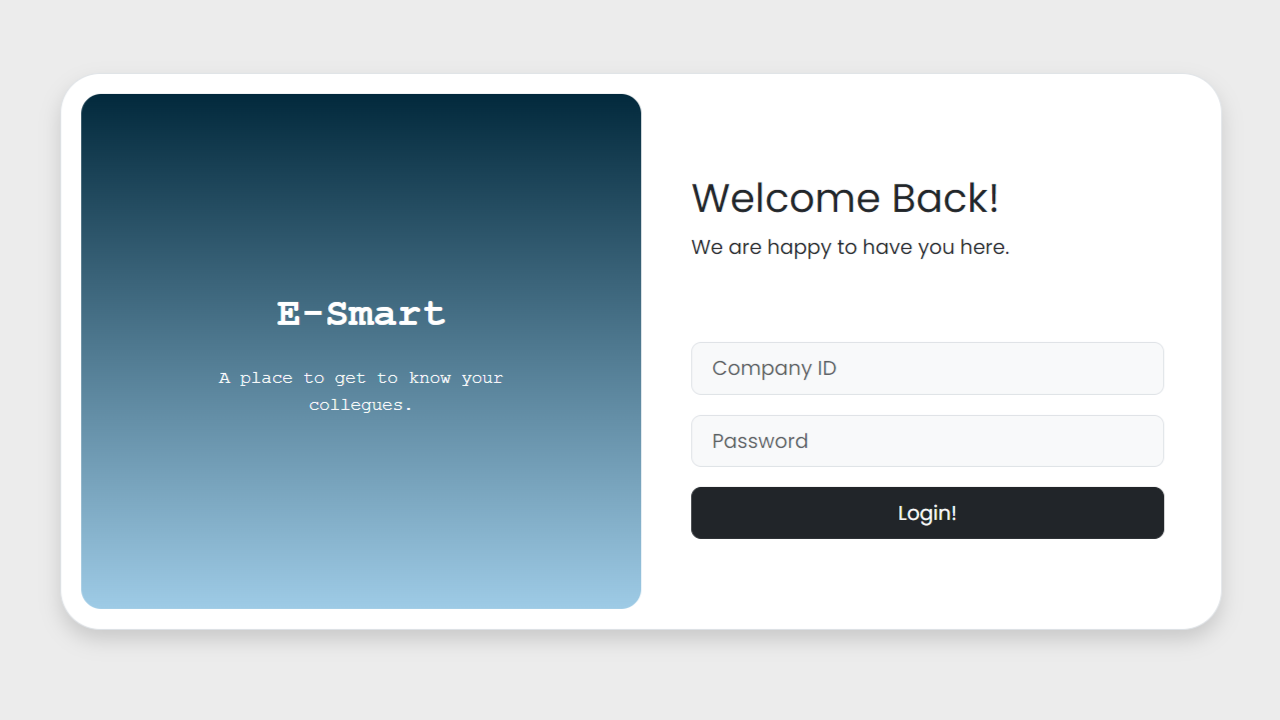 E-Smart
A place to get to know your
collegues.
Welcome Back!
We are happy to have you here.
Company ID
Password
Login!